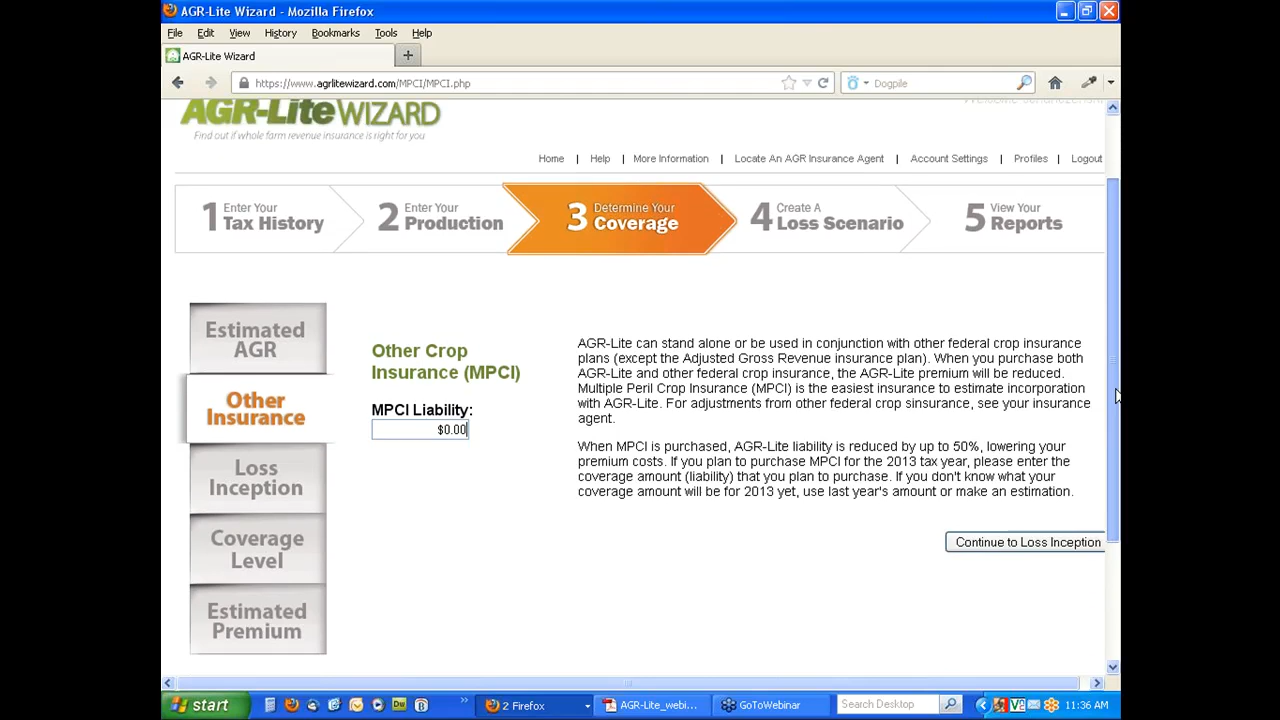 AGR-Lite Wizard - Mozilla Firefox
File Edit View History Bookmarks Tools Help
AGR-Lite Wizard
https://www.agrlitewizard.com/MPCI/MPCI.php
Dogpile
AGR-Lite WIZARD
Find out if whole farm revenue insurance is right for you
Home | Help | More Information | Locate An AGR Insurance Agent | Account Settings | Profiles | Logout
1 Enter Your Tax History
2 Enter Your Production
3 Determine Your Coverage
4 Create A Loss Scenario
5 View Your Reports
Estimated
AGR
Other
Insurance
Loss
Inception
Coverage
Level
Estimated
Premium
Other Crop
Insurance (MPCI)
MPCI Liability:
$0.00
AGR-Lite can stand alone or be used in conjunction with other federal crop insurance
plans (except the Adjusted Gross Revenue insurance plan). When you purchase both
AGR-Lite and other federal crop insurance, the AGR-Lite premium will be reduced.
Multiple Peril Crop Insurance (MPCI) is the easiest insurance to estimate incorporation
with AGR-Lite. For adjustments from other federal crop sinsurance, see your insurance
agent.
When MPCI is purchased, AGR-Lite liability is reduced by up to 50%, lowering your
premium costs. If you plan to purchase MPCI for the 2013 tax year, please enter the
coverage amount (liability) that you plan to purchase. If you don't know what your
coverage amount will be for 2013 yet, use last year's amount or make an estimation.
Continue to Loss Inception
start
2 Firefox
AGR-Lite_webi...
GoToWebinar
Search Desktop
11:36 AM